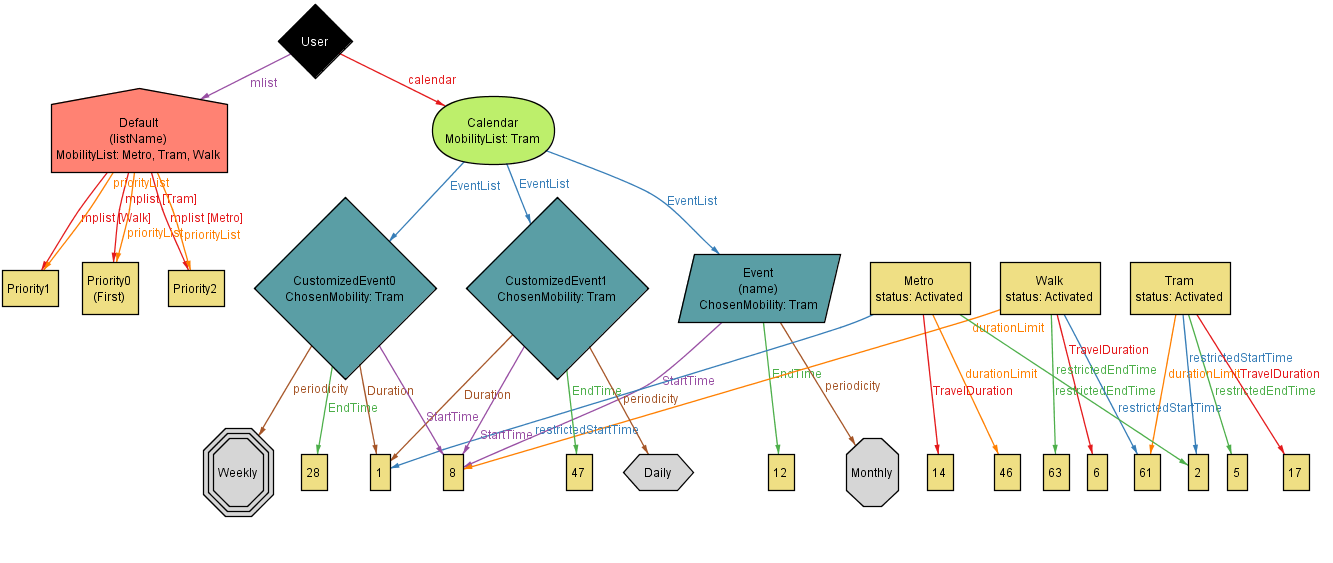 User
mlist
calendar
Default
(listName)
MobilityList: Metro, Tram, Walk
Calendar
MobilityList: Tram
priorityList
mplist [Tram]
mplist [Walk]
mplist [Metro]
priorityList
priorityList
EventList
EventList
EventList
Priority1
Priority0
(First)
Priority2
CustomizedEvent0
ChosenMobility: Tram
CustomizedEvent1
ChosenMobility: Tram
Event
(name)
ChosenMobility: Tram
Metro
status: Activated
Walk
status: Activated
Tram
status: Activated
durationLimit
TravelDuration
restrictedStartTime
restrictedEndTime
durationLimit
durationLimit
TravelDuration
periodicity
EndTime
Duration
StartTime
Duration
StartTime
EndTime
periodicity
restrictedStartTime
StartTime
EndTime
periodicity
TravelDuration
restrictedEndTime
restrictedStartTime
restrictedEndTime
Weekly
28
1
8
47
Daily
12
Monthly
14
46
63
6
61
2
5
17